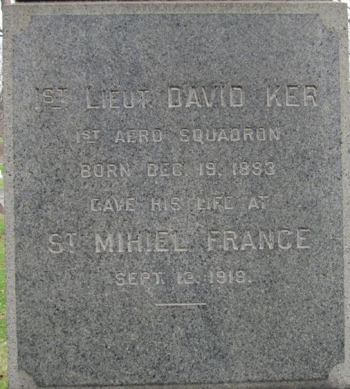 1ST LIEUT. DAVID KER
1ST AERO SQUADRON
BORN DEC. 19, 1893
GAVE HIS LIFE AT
ST MIHIEL FRANCE
SEPT. 13, 1918.